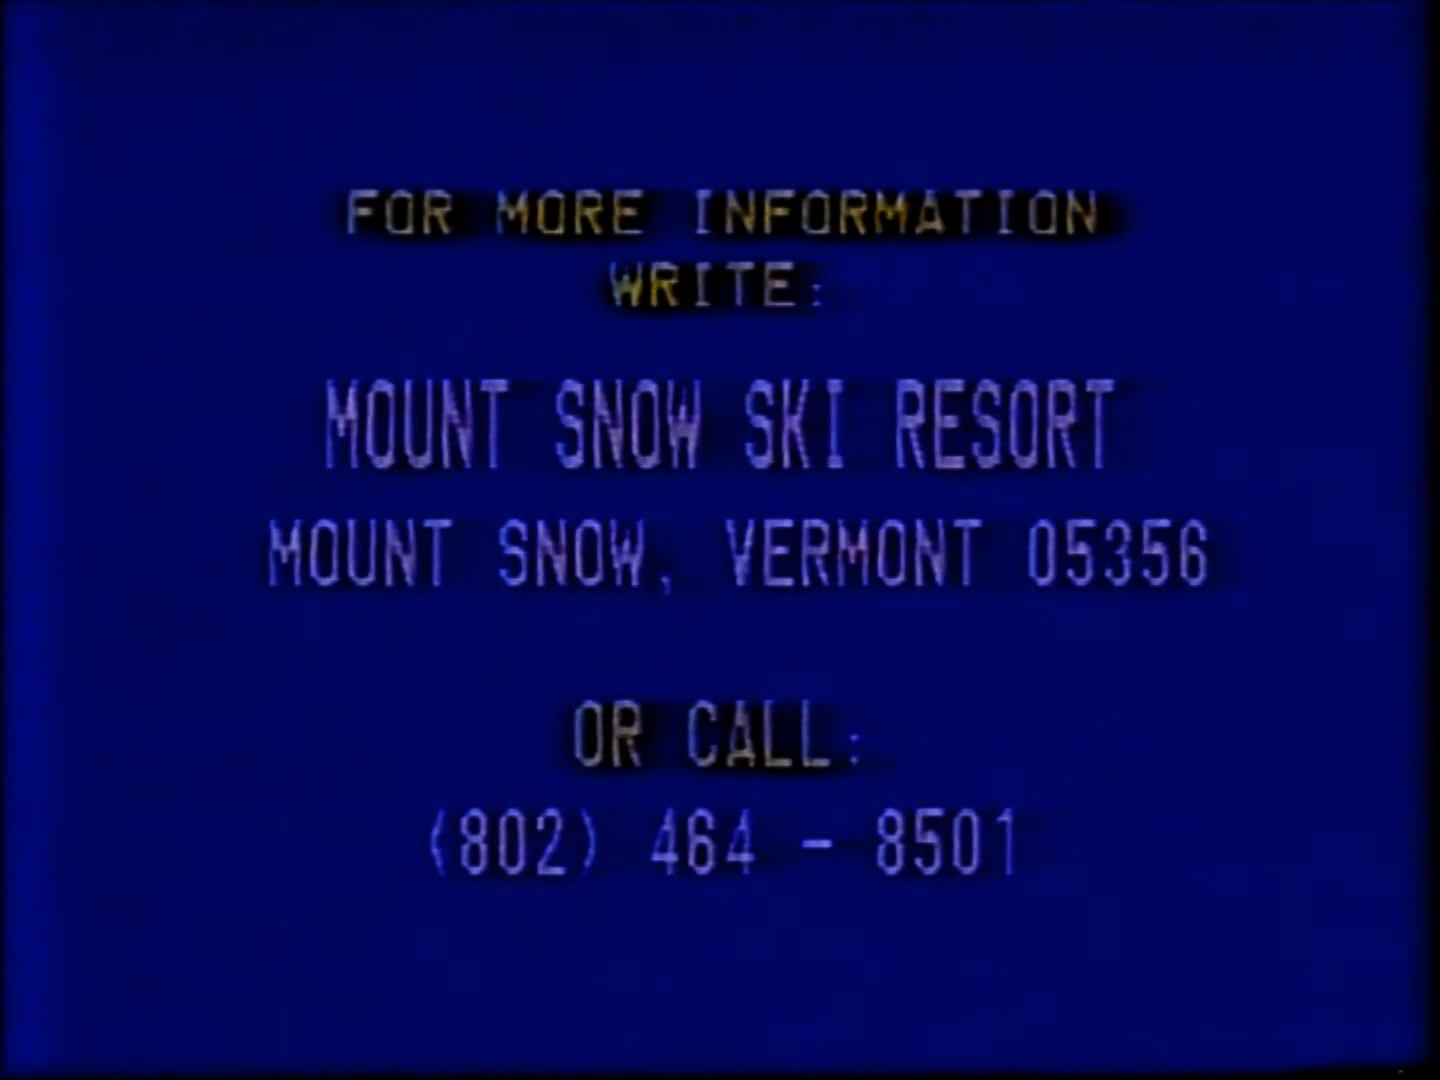 FOR MORE INFORMATION
WRITE:
MOUNT SNOW SKI RESORT
MOUNT SNOW, VERMONT 05356
OR CALL:
(802) 464 - 8501